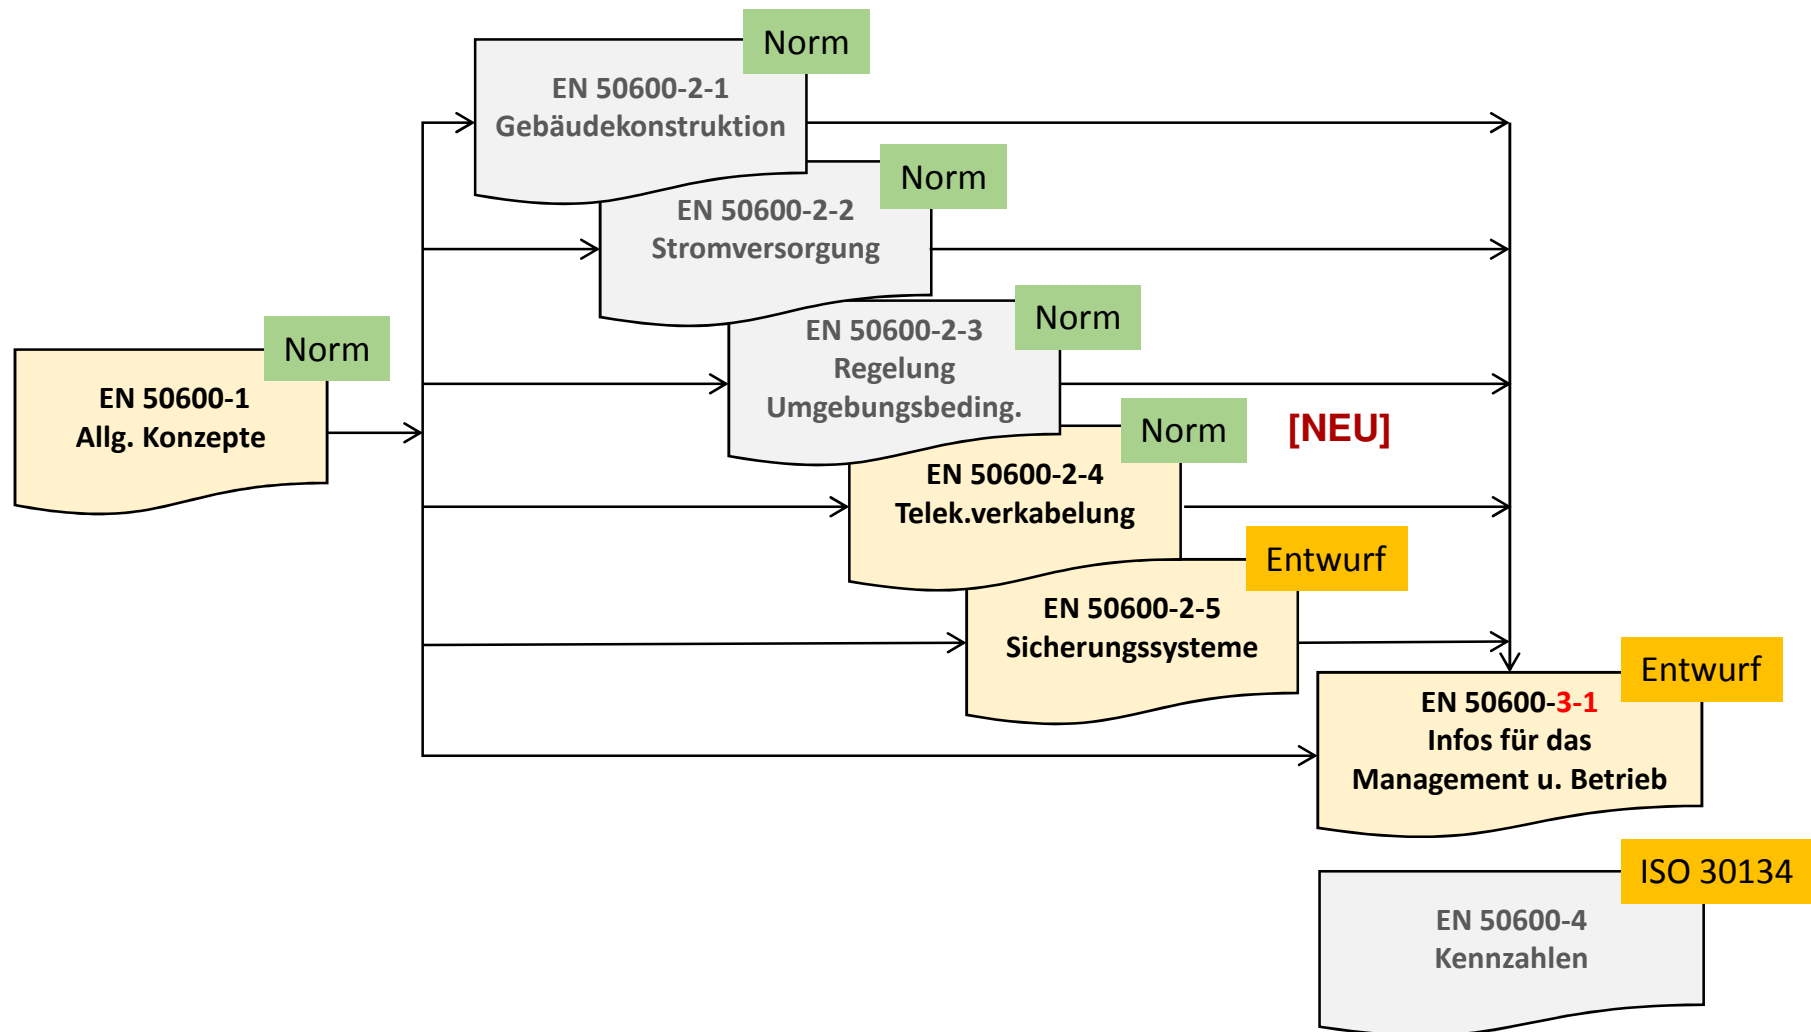 Norm
EN 50600-2-1
Gebäudekonstruktion
Norm
EN 50600-2-2
Stromversorgung
Norm
EN 50600-2-3
Regelung
Umgebungsbeding.
Norm
EN 50600-1
Allg. Konzepte
Norm
[NEU]
EN 50600-2-4
Telek.verkabelung
Entwurf
EN 50600-2-5
Sicherungssysteme
Entwurf
EN 50600-3-1
Infos für das
Management u. Betrieb
ISO 30134
EN 50600-4
Kennzahlen